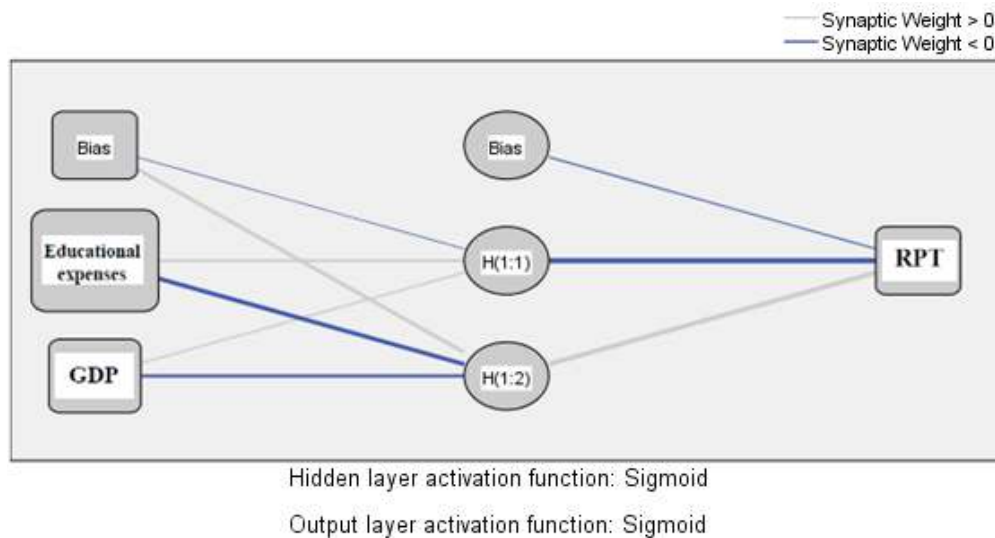 Synaptic Weight > 0
Synaptic Weight < 0
Bias
Bias
Educational
expenses
H(1:1)
RPT
GDP
H(1:2)
Hidden layer activation function: Sigmoid
Output layer activation function: Sigmoid